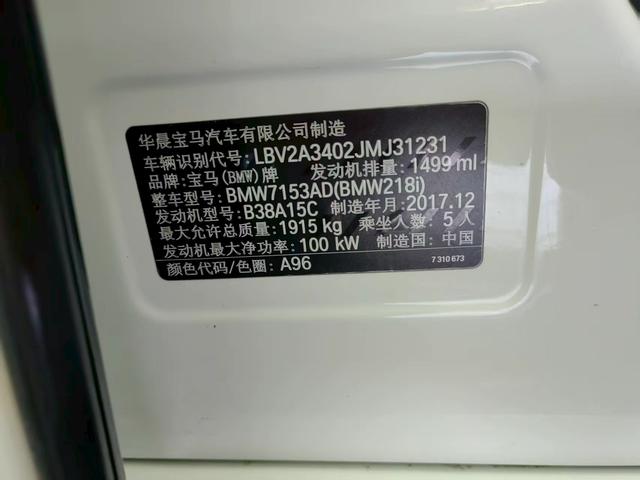 华晨宝马汽车有限公司制造
车辆识别代号: LBV2A3402JMJ31231
品牌: 宝马(BMW)牌 发动机排量: 1499 ml
整车型号: BMW7153AD(BMW218i)
发动机型号: B38A15C 制造年月: 2017.12
最大允许总质量: 1915 kg 乘坐人数: 5人
发动机最大净功率: 100 kW 制造国: 中国
颜色代码/色圈: A96 7 310 673